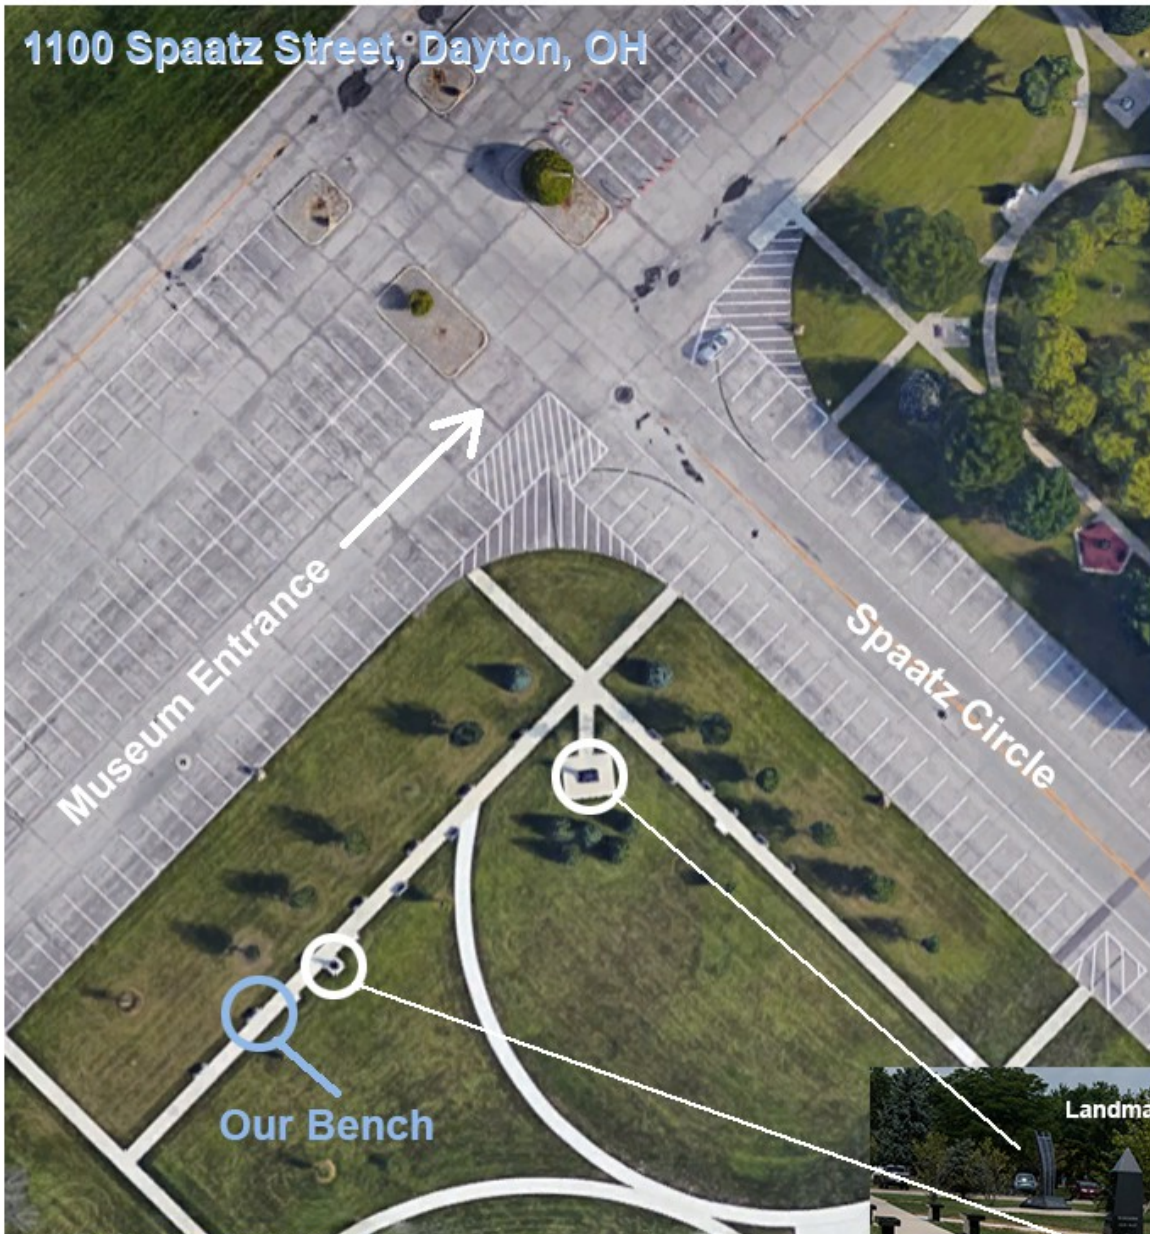 1100 Spaatz Street, Dayton, OH
Museum Entrance
Spaatz Circle
Our Bench